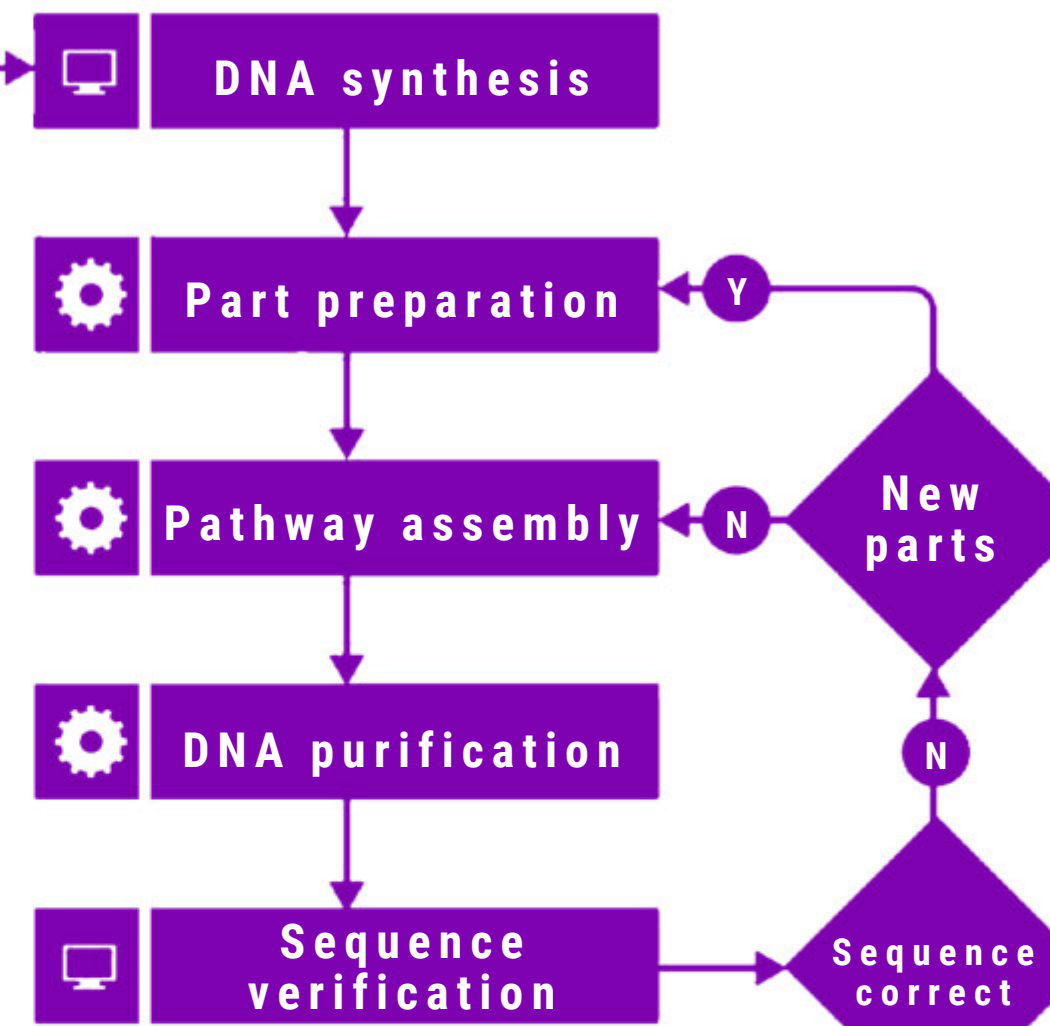 DNA synthesis
Part preparation
Y
Pathway assembly
N
New
parts
DNA purification
N
Sequence
verification
Sequence
correct